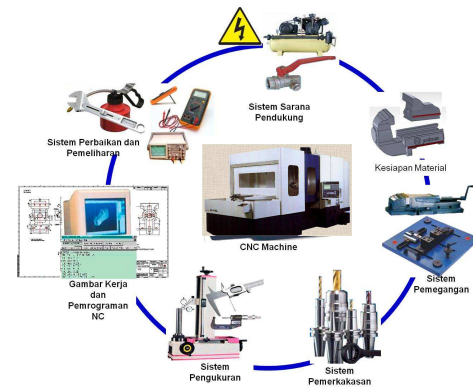 Sistem Sarana
Pendukung
Sistem Perbaikan dan
Pemeliharan
Kesiapan Material
CNC Machine
Sistem
Pemegangan
Gambar Kerja
dan
Pemrograman
NC
Sistem
Pengukuran
Sistem
Pemerkakasan